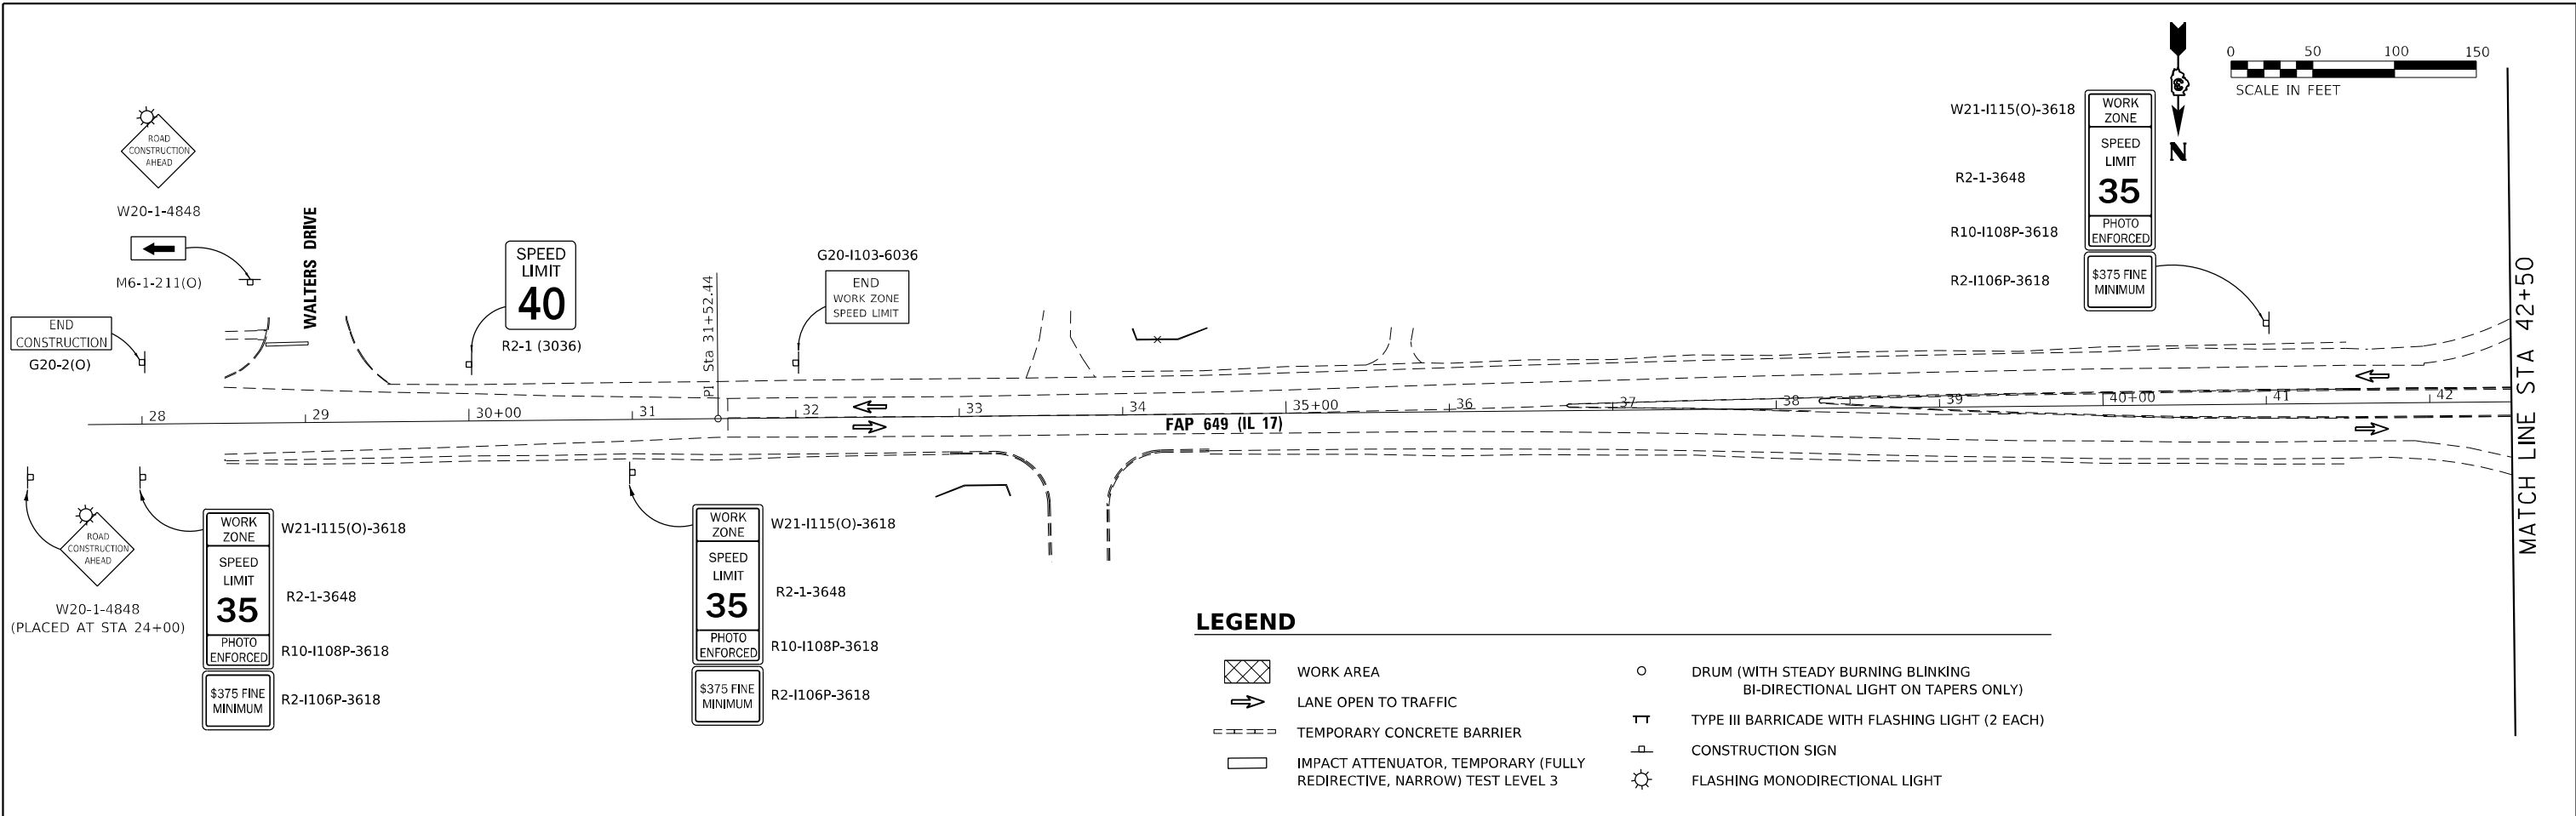 0 50 100 150
SCALE IN FEET
N
W21-I115(O)-3618
WORK
ZONE
SPEED
LIMIT
35
R2-1-3648
PHOTO
ENFORCED
R10-I108P-3618
$375 FINE
MINIMUM
R2-I106P-3618
ROAD
CONSTRUCTION
AHEAD
W20-1-4848
M6-1-211(O)
WALTERS DRIVE
END
CONSTRUCTION
G20-2(O)
SPEED
LIMIT
40
R2-1 (3036)
PI Sta 31+52.44
G20-I103-6036
END
WORK ZONE
SPEED LIMIT
28 29 30+00 31 32 33 34 35+00 36 37 38 39 40+00 41 42
FAP 649 (IL 17)
MATCH LINE STA 42+50
ROAD
CONSTRUCTION
AHEAD
W20-1-4848
(PLACED AT STA 24+00)
WORK
ZONE
W21-I115(O)-3618
SPEED
LIMIT
35
R2-1-3648
PHOTO
ENFORCED
R10-I108P-3618
$375 FINE
MINIMUM
R2-I106P-3618
WORK
ZONE
W21-I115(O)-3618
SPEED
LIMIT
35
R2-1-3648
PHOTO
ENFORCED
R10-I108P-3618
$375 FINE
MINIMUM
R2-I106P-3618
LEGEND
WORK AREA
LANE OPEN TO TRAFFIC
TEMPORARY CONCRETE BARRIER
IMPACT ATTENUATOR, TEMPORARY (FULLY
REDIRECTIVE, NARROW) TEST LEVEL 3
DRUM (WITH STEADY BURNING BLINKING
BI-DIRECTIONAL LIGHT ON TAPERS ONLY)
TYPE III BARRICADE WITH FLASHING LIGHT (2 EACH)
CONSTRUCTION SIGN
FLASHING MONODIRECTIONAL LIGHT